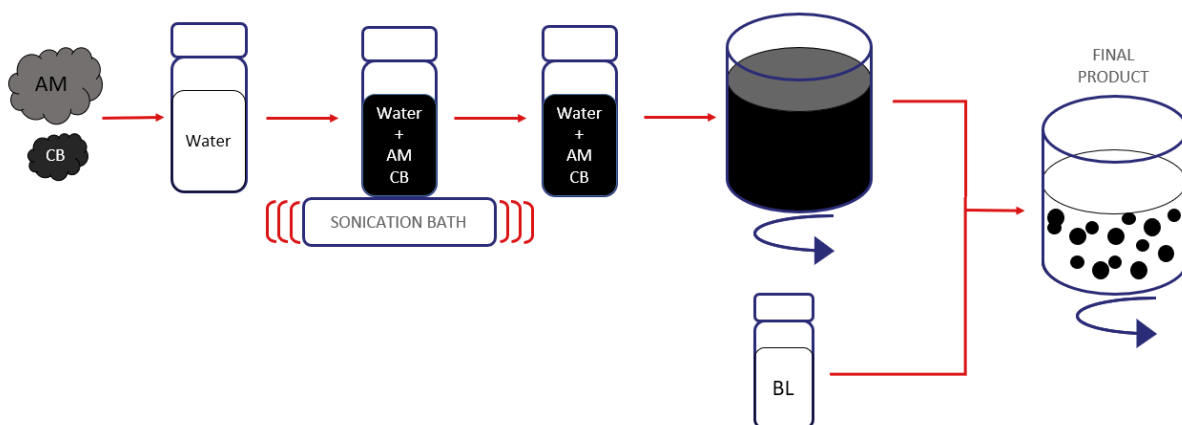 AM
CB
Water
Water
+
AM
CB
SONICATION BATH
Water
+
AM
CB
BL
FINAL
PRODUCT